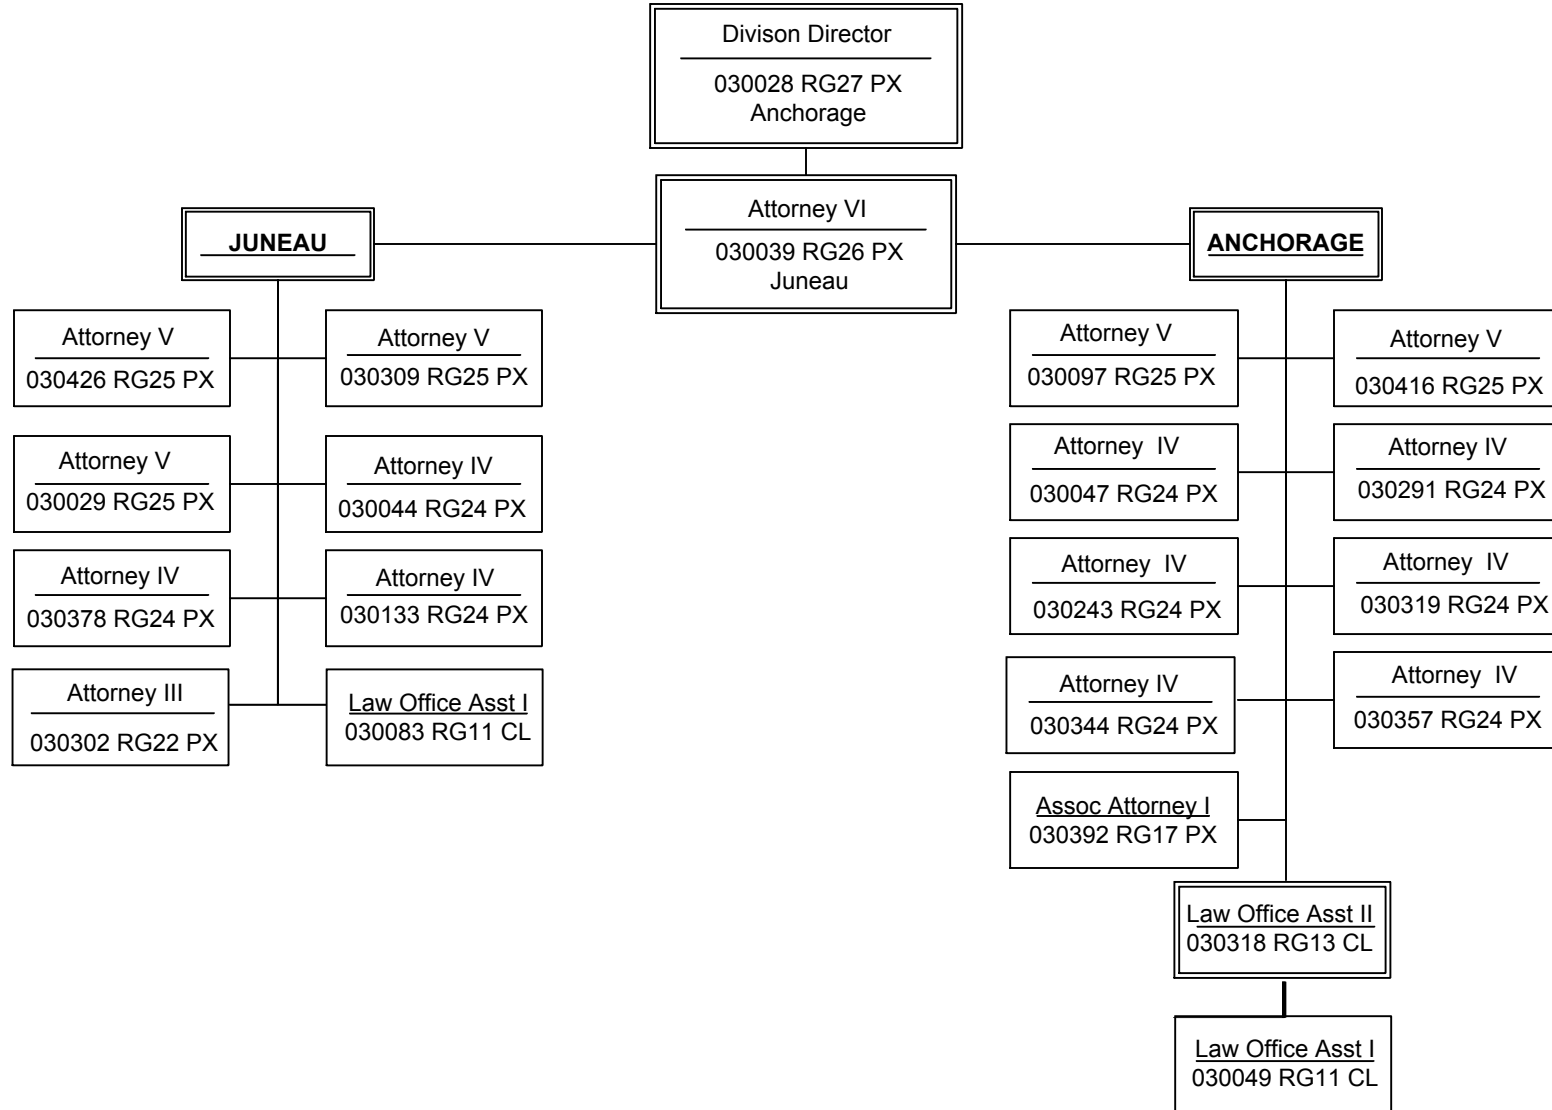 Divison Director
030028 RG27 PX
Anchorage
Attorney VI
030039 RG26 PX
Juneau
JUNEAU
Attorney V
030426 RG25 PX
Attorney V
030309 RG25 PX
Attorney V
030029 RG25 PX
Attorney IV
030044 RG24 PX
Attorney IV
030378 RG24 PX
Attorney IV
030133 RG24 PX
Attorney III
030302 RG22 PX
Law Office Asst I
030083 RG11 CL
ANCHORAGE
Attorney V
030097 RG25 PX
Attorney V
030416 RG25 PX
Attorney IV
030047 RG24 PX
Attorney IV
030291 RG24 PX
Attorney IV
030243 RG24 PX
Attorney IV
030319 RG24 PX
Attorney IV
030344 RG24 PX
Attorney IV
030357 RG24 PX
Assoc Attorney I
030392 RG17 PX
Law Office Asst II
030318 RG13 CL
Law Office Asst I
030049 RG11 CL